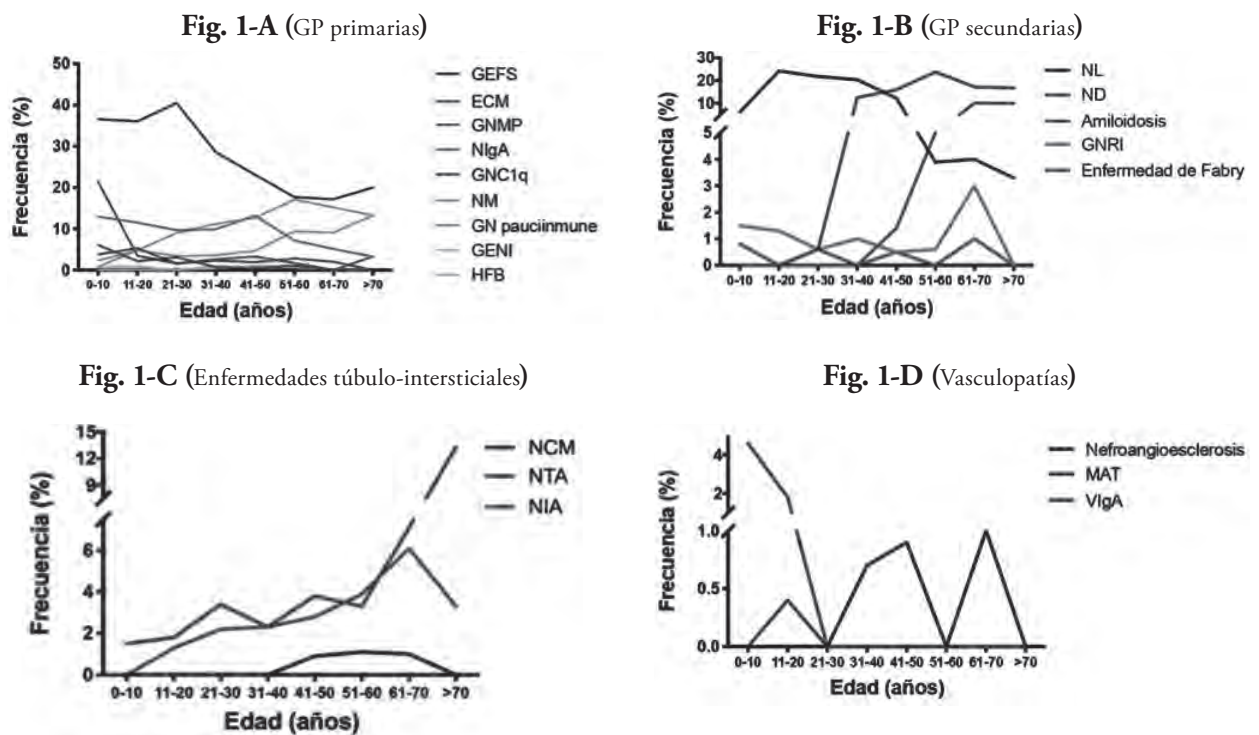 Fig. 1-A (GP primarias)
50
40
30
20
10
0
Frecuencia (%)
0-10 11-20 21-30 31-40 41-50 51-60 61-70 >70
Edad (años)
GEFS
ECM
GNMP
NIgA
GNC1q
NM
GN pauciinmune
GENI
HFB
Fig. 1-B (GP secundarias)
30
20
10
5
4
3
2
1
0
Frecuencia (%)
0-10 11-20 21-30 31-40 41-50 51-60 61-70 >70
Edad (años)
NL
ND
Amiloidosis
GNRI
Enfermedad de Fabry
Fig. 1-C (Enfermedades túbulo-intersticiales)
15
12
9
6
4
2
0
Frecuencia (%)
0-10 11-20 21-30 31-40 41-50 51-60 61-70 >70
Edad (años)
NCM
NTA
NIA
Fig. 1-D (Vasculopatías)
4
2
1.0
0.5
0.0
Frecuencia (%)
0-10 11-20 21-30 31-40 41-50 51-60 61-70 >70
Edad (años)
Nefroangioesclerosis
MAT
VIgA